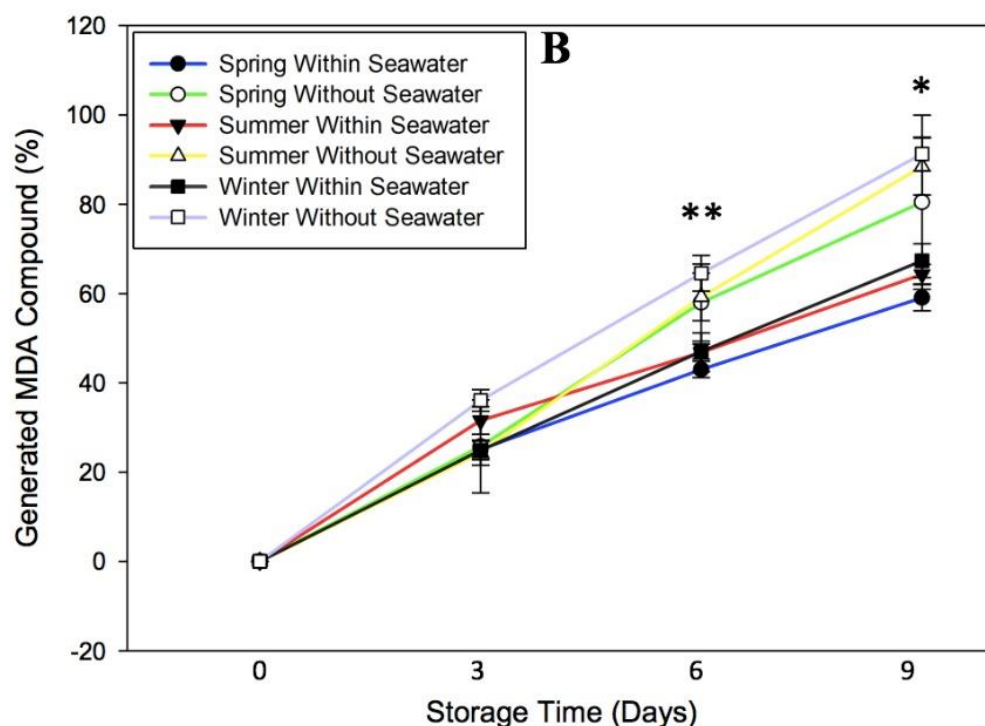 B
Spring Within Seawater
Spring Without Seawater
Summer Within Seawater
Summer Without Seawater
Winter Within Seawater
Winter Without Seawater
*
**
120
100
80
60
40
20
0
-20
Generated MDA Compound (%)
0 3 6 9
Storage Time (Days)